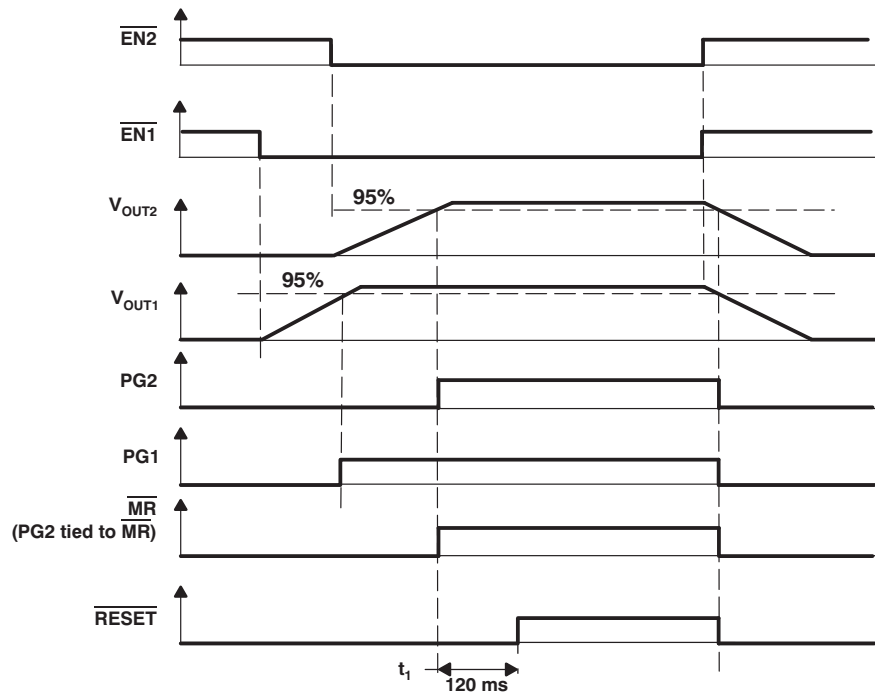 EN2
EN1
VOUT2
95%
VOUT1
95%
PG2
PG1
MR
(PG2 tied to MR)
RESET
t1
120 ms